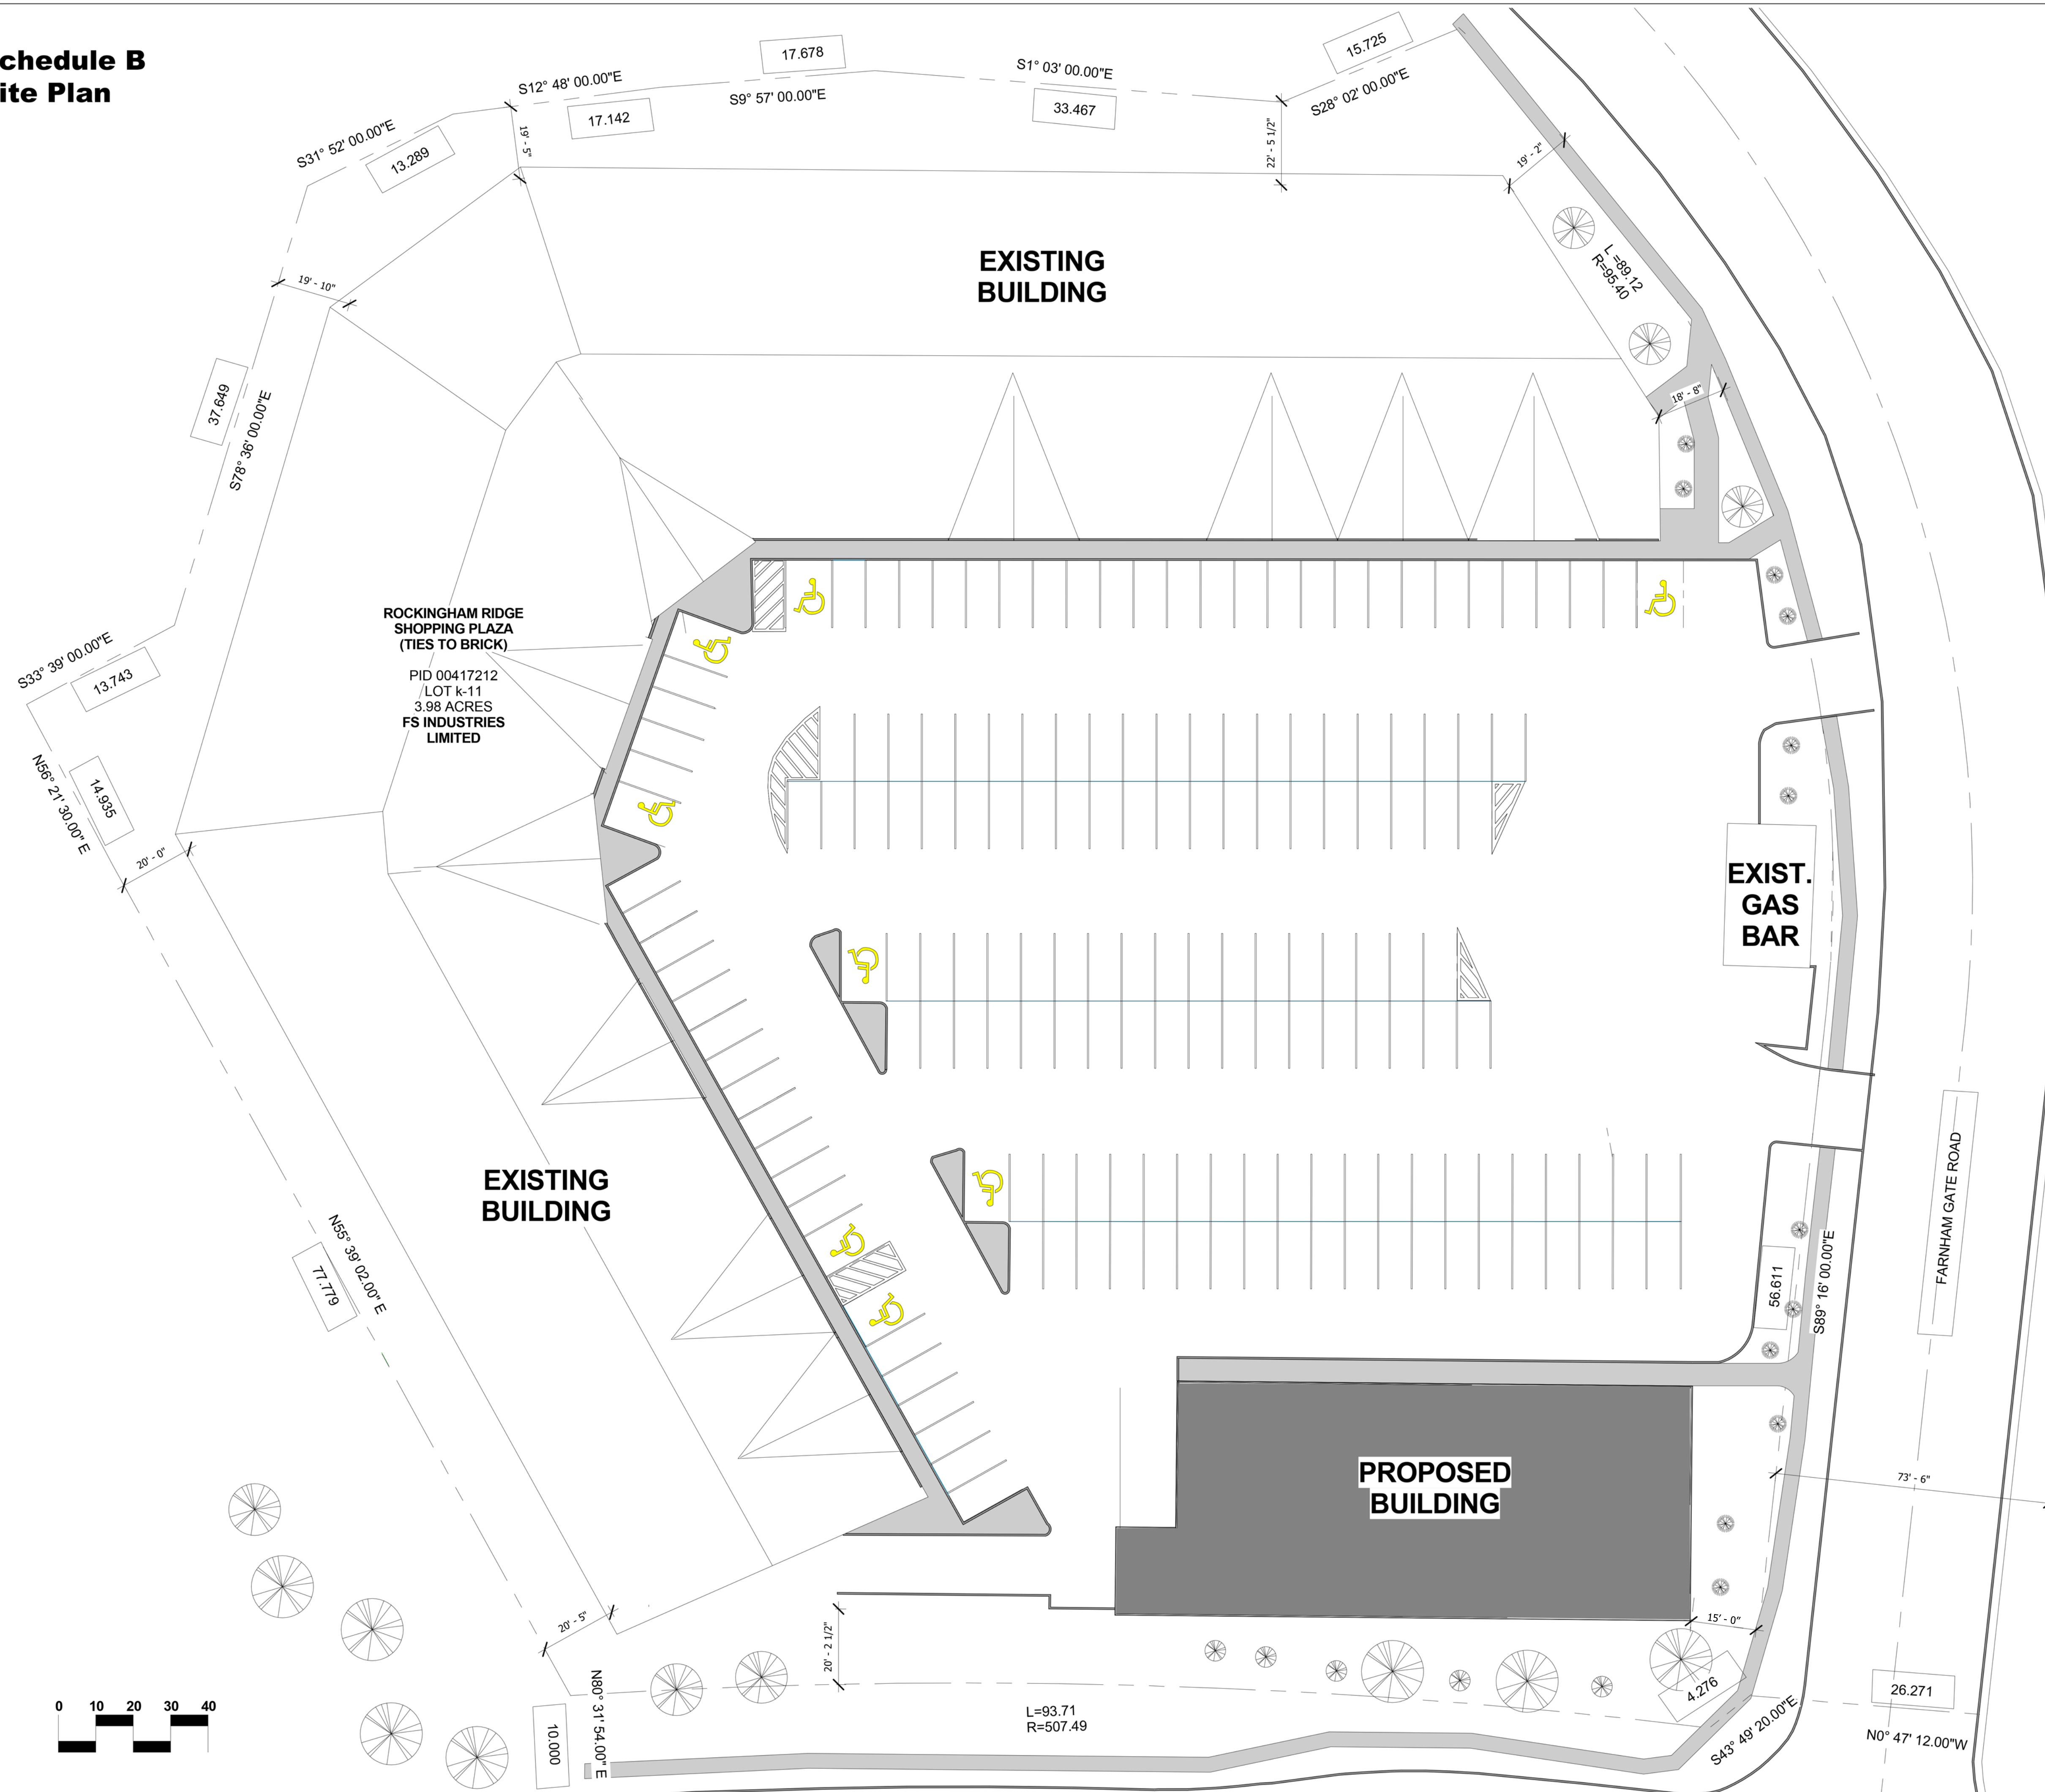 chedule B
ite Plan
17.678
15.725
S12° 48' 00.00"E
S1° 03' 00.00"E
S9° 57' 00.00"E
S28° 02' 00.00"E
17.142
33.467
S31° 52' 00.00"E
13.289
19' - 5"
22' - 5 1/2"
19' - 2"
EXISTING
BUILDING
L =89.12
R=95.40
19' - 10"
37.649
S78° 36' 00.00"E
18' - 8"
ROCKINGHAM RIDGE
SHOPPING PLAZA
(TIES TO BRICK)
PID 00417212
LOT k-11
3.98 ACRES
FS INDUSTRIES
LIMITED
S33° 39' 00.00"E
13.743
14.935
N56° 21' 30.00" E
20' - 0"
EXIST.
GAS
BAR
EXISTING
BUILDING
N55° 39' 02.00" E
77.779
FARNHAM GATE ROAD
56.611
S89° 16' 00.00"E
PROPOSED
BUILDING
73' - 6"
20' - 5"
20' - 2 1/2"
15' - 0"
4.276
26.271
N80° 31' 54.00" E
10.000
L=93.71
R=507.49
S43° 49' 20.00"E
N0° 47' 12.00"W
0 10 20 30 40